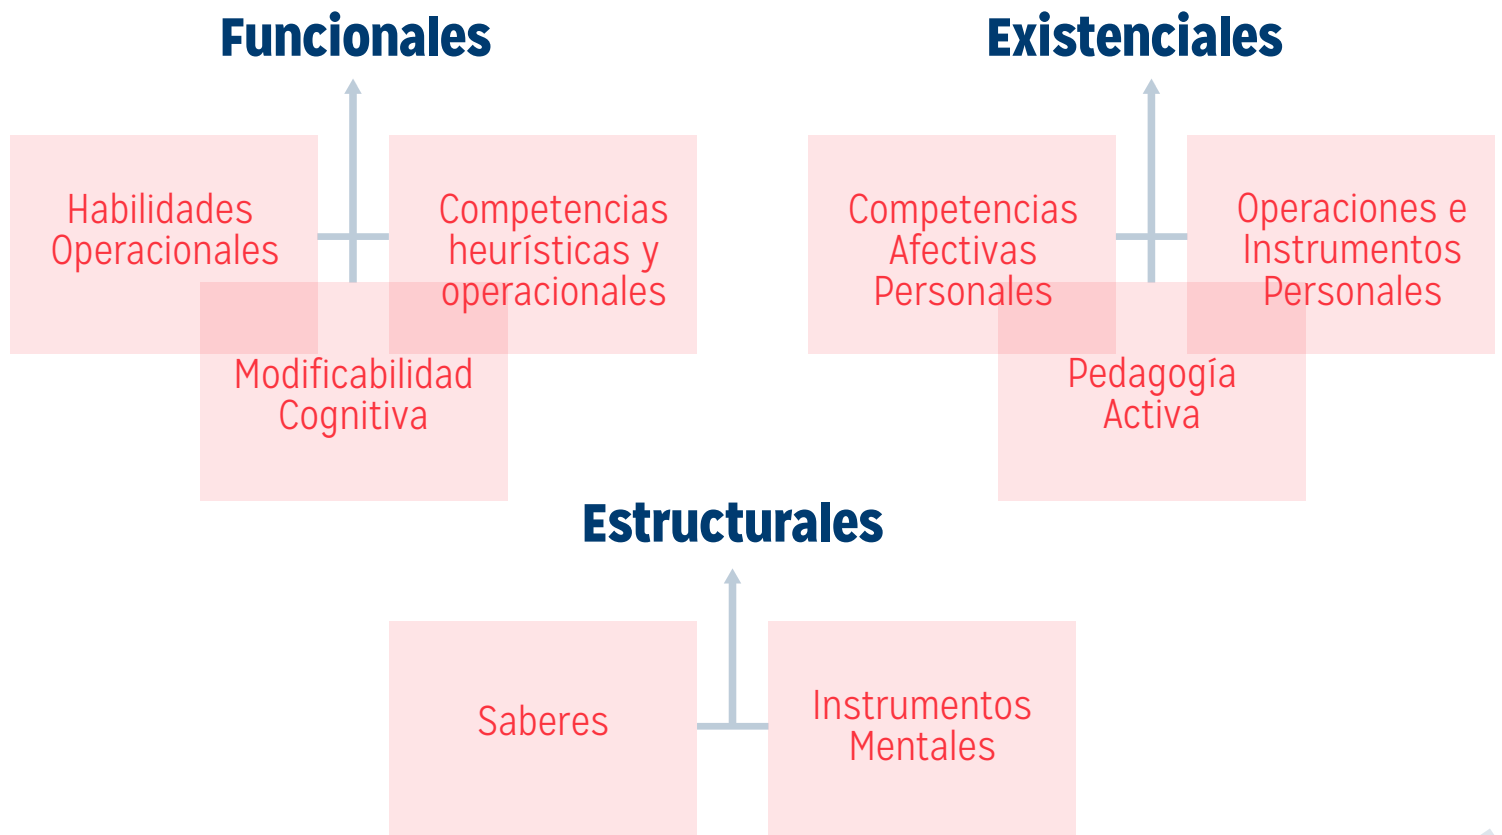 Funcionales
Habilidades
Operacionales
Competencias
heurísticas y
operacionales
Modificabilidad
Cognitiva
Existenciales
Competencias
Afectivas
Personales
Operaciones e
Instrumentos
Personales
Pedagogía
Activa
Estructurales
Saberes
Instrumentos
Mentales